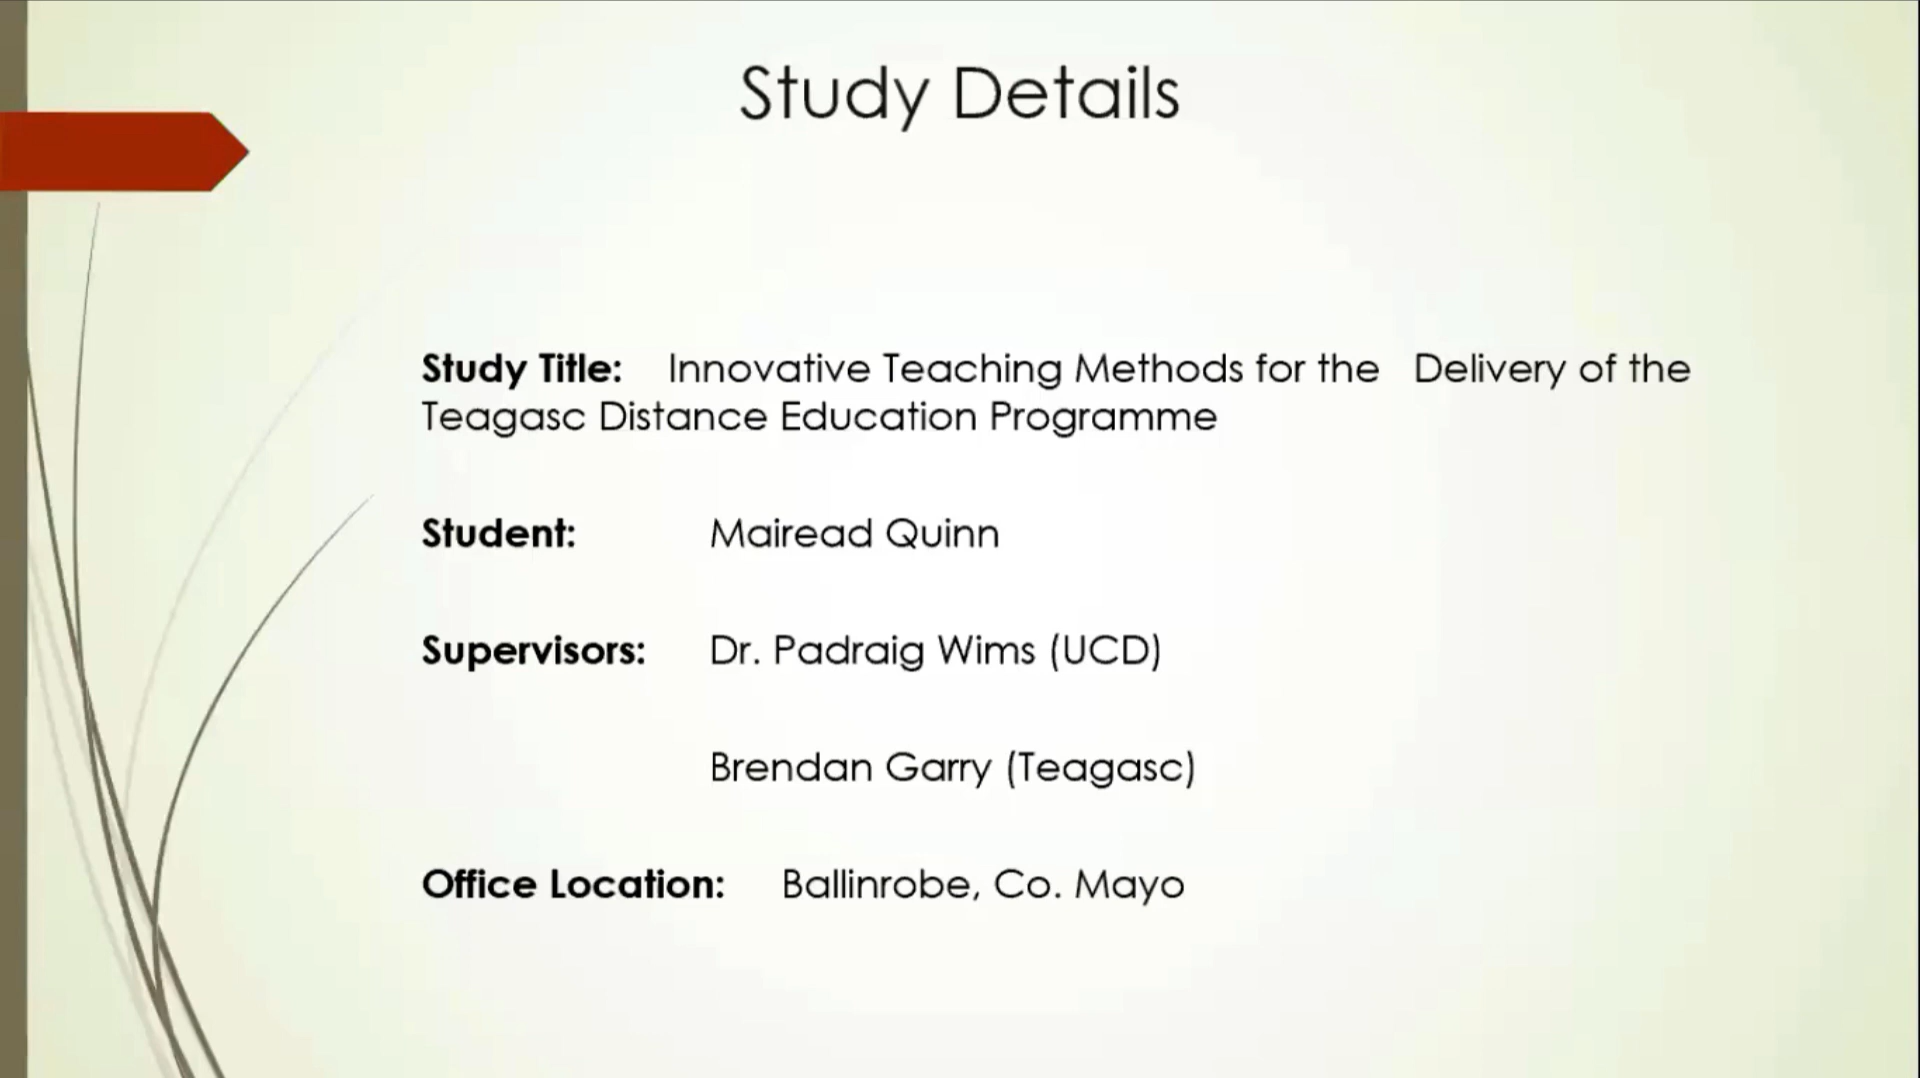 Study Details
Study Title: Innovative Teaching Methods for the Delivery of the
Teagasc Distance Education Programme
Student: Mairead Quinn
Supervisors: Dr. Padraig Wims (UCD)
Brendan Garry (Teagasc)
Office Location: Ballinrobe, Co. Mayo